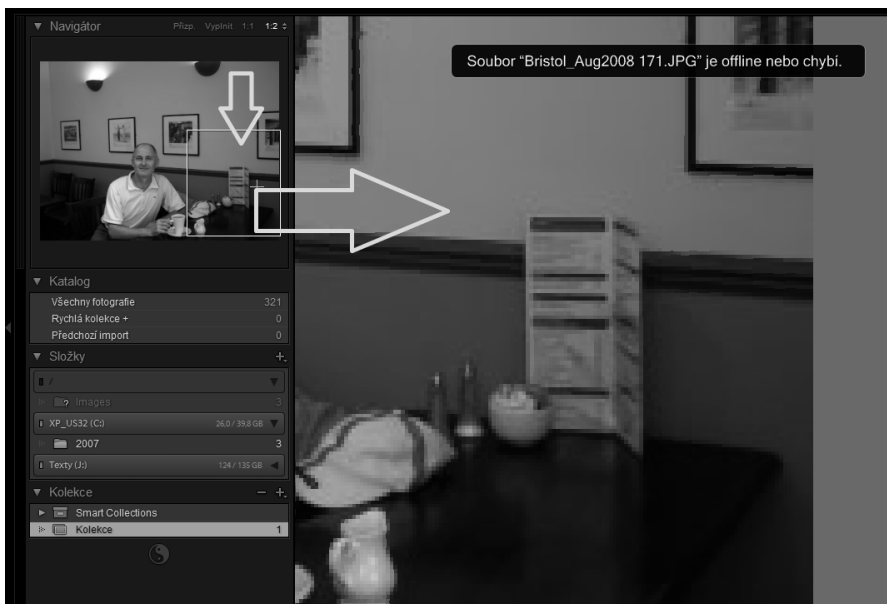 Navigátor Přizp. Vyplnit 1:1 1:2
Soubor “Bristol_Aug2008 171.JPG” je offline nebo chybí.
Katalog
Všechny fotografie 321
Rychlá kolekce + 0
Předchozí import 0
Složky +
/
Images 3
XP_US32 (C:) 26,0 / 39,8 GB
2007 3
Texty (J:) 124 / 135 GB
Kolekce − +
Smart Collections
Kolekce 1